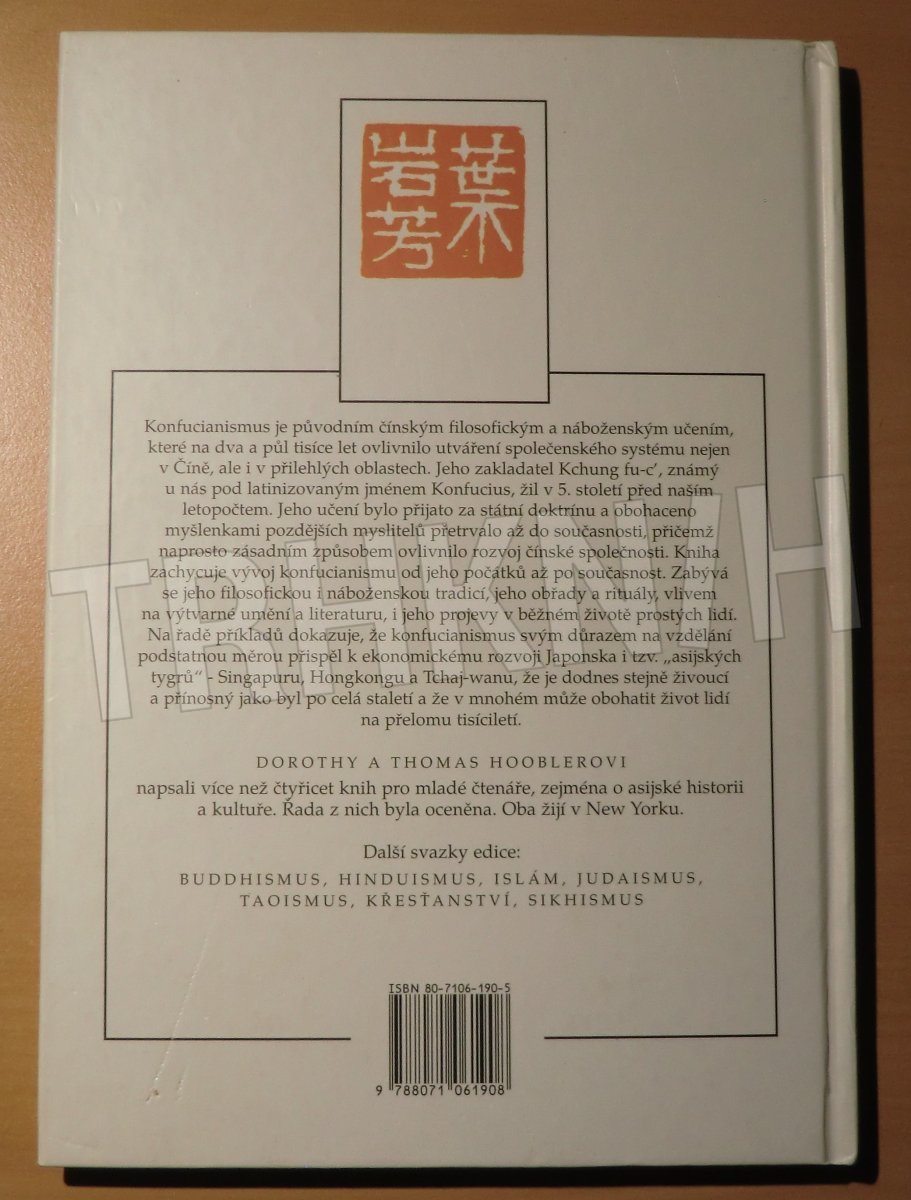 葉岩芳
Konfucianismus je původním čínským filosofickým a náboženským učením,
které na dva a půl tisíce let ovlivnilo utváření společenského systému nejen
v Číně, ale i v přilehlých oblastech. Jeho zakladatel Kchung fu-c’, známý
u nás pod latinizovaným jménem Konfucius, žil v 5. století před naším
letopočtem. Jeho učení bylo přijato za státní doktrínu a obohaceno
myšlenkami pozdějších myslitelů přetrvalo až do současnosti, přičemž
naprosto zásadním způsobem ovlivnilo rozvoj čínské společnosti. Kniha
zachycuje vývoj konfucianismu od jeho počátků až po současnost. Zabývá
se jeho filosofickou i náboženskou tradicí, jeho obřady a rituály, vlivem
na výtvarné umění a literaturu, i jeho projevy v běžném životě prostých lidí.
Na řadě příkladů dokazuje, že konfucianismus svým důrazem na vzdělání
podstatnou měrou přispěl k ekonomickému rozvoji Japonska i tzv. „asijských
tygrů“ - Singapuru, Hongkongu a Tchaj-wanu, že je dodnes stejně živoucí
a přínosný jako byl po celá staletí a že v mnohém může obohatit život lidí
na přelomu tisíciletí.
DOROTHY A THOMAS HOOBLEROVI
napsali více než čtyřicet knih pro mladé čtenáře, zejména o asijské historii
a kultuře. Řada z nich byla oceněna. Oba žijí v New Yorku.
Další svazky edice:
BUDDHISMUS, HINDUISMUS, ISLÁM, JUDAISMUS,
TAOISMUS, KŘESŤANSTVÍ, SIKHISMUS
ISBN 80-7106-190-5
9 788071 061908
TRHKNIH